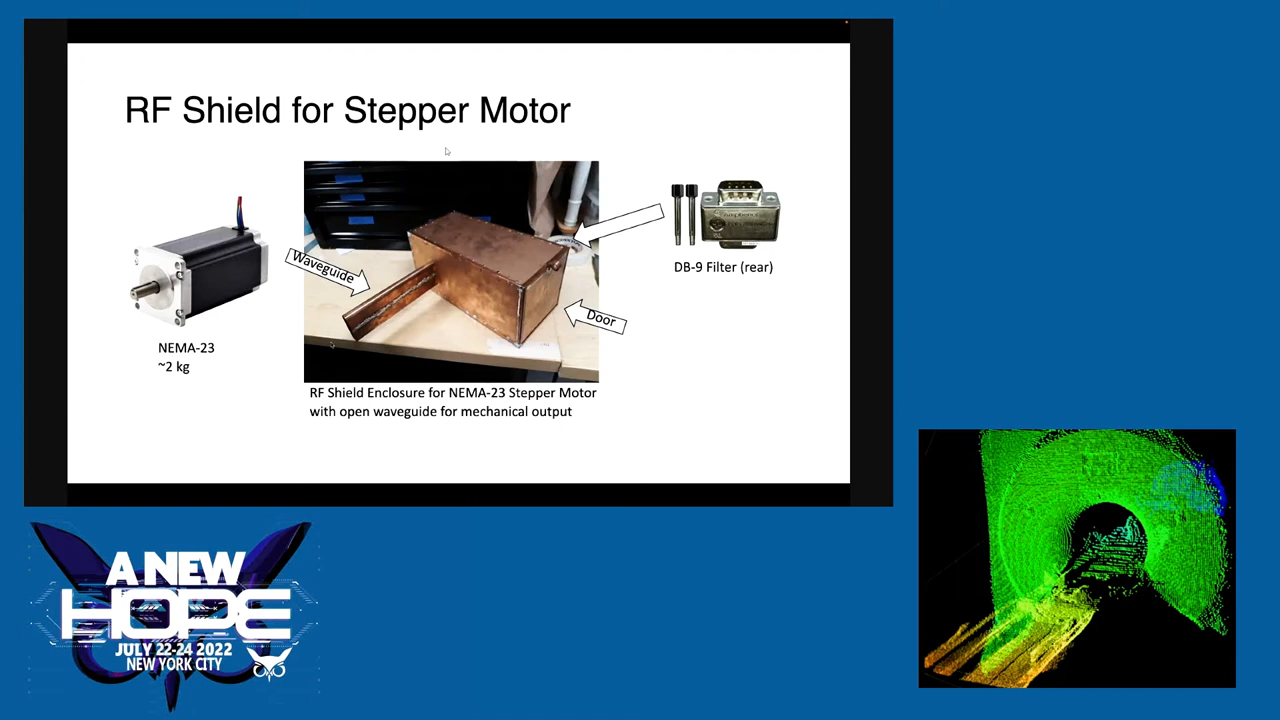 RF Shield for Stepper Motor
Waveguide
Door
DB-9 Filter (rear)
NEMA-23
~2 kg
RF Shield Enclosure for NEMA-23 Stepper Motor
with open waveguide for mechanical output
A NEW
HOPE
JULY 22-24 2022
NEW YORK CITY